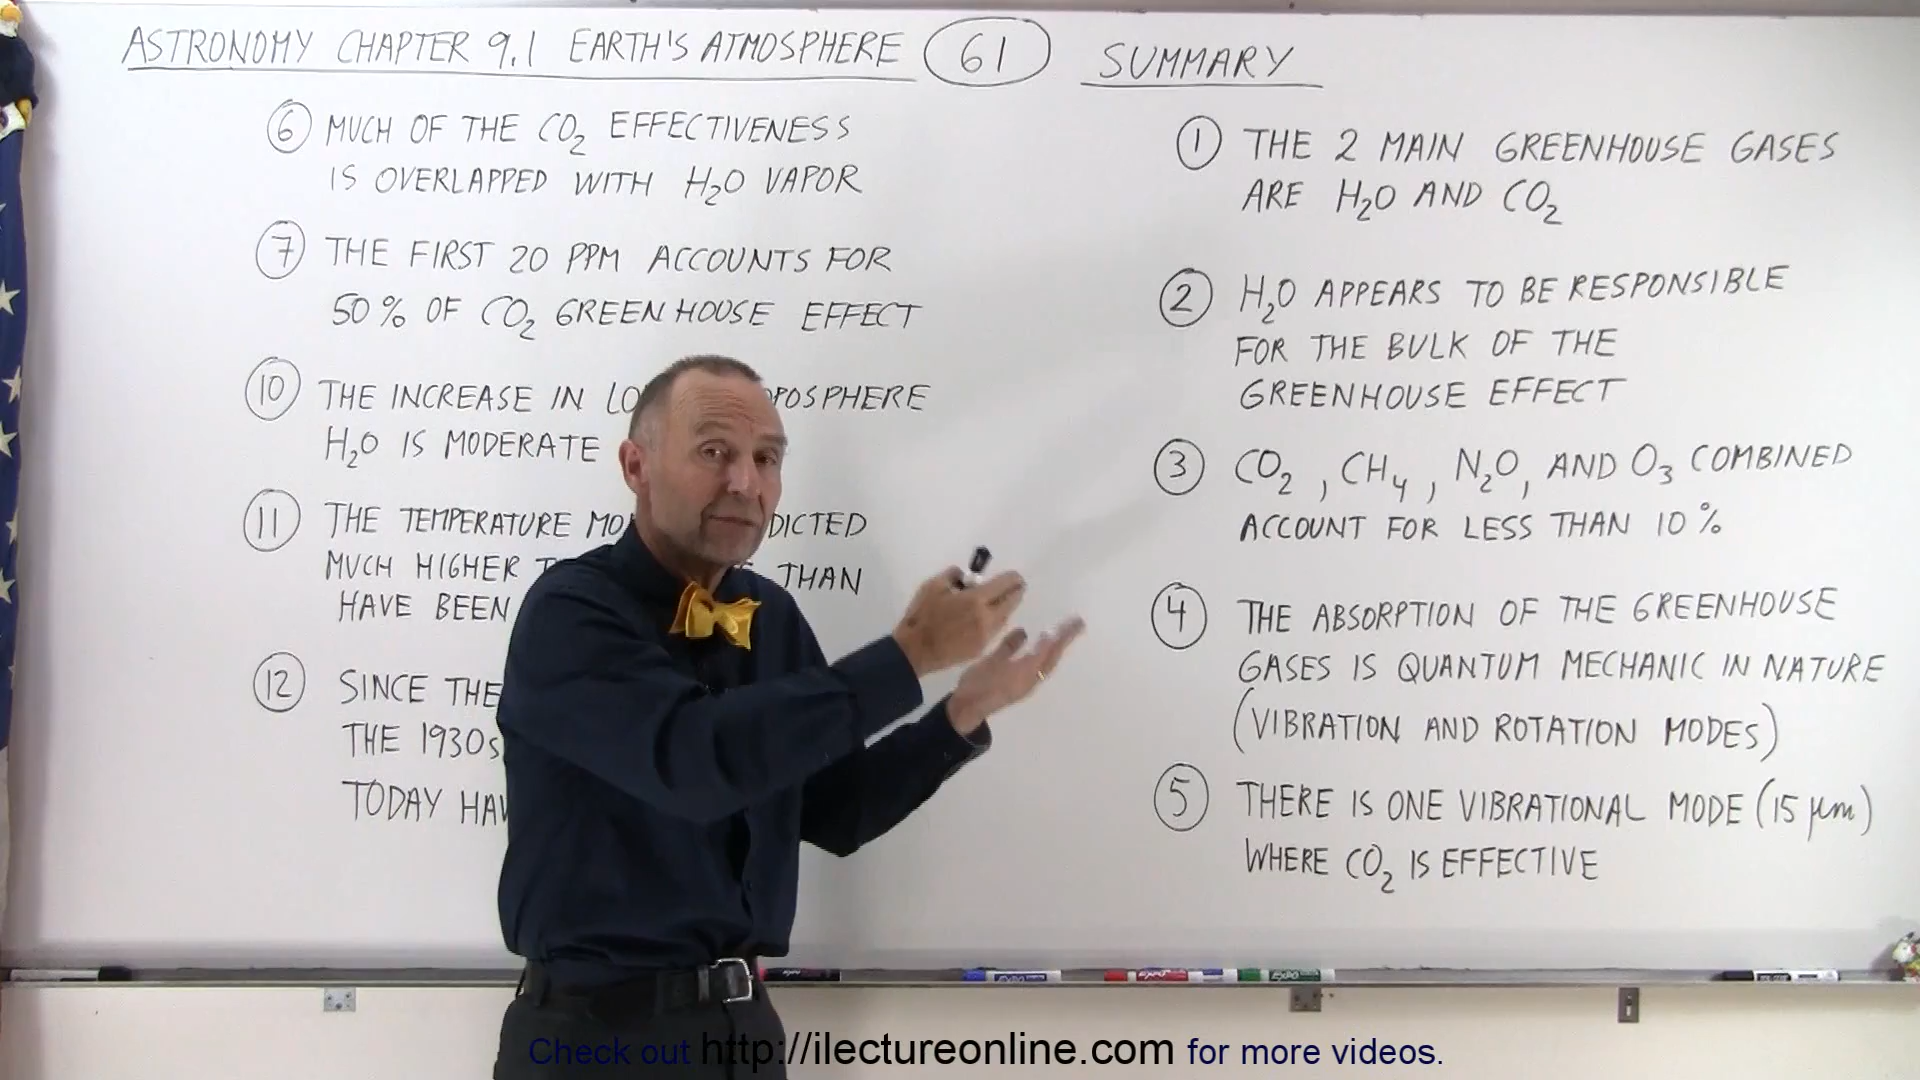 ASTRONOMY CHAPTER 9.1 EARTH'S ATMOSPHERE 61 SUMMARY
6 MUCH OF THE CO2 EFFECTIVENESS
IS OVERLAPPED WITH H2O VAPOR
7 THE FIRST 20 PPM ACCOUNTS FOR
50% OF CO2 GREENHOUSE EFFECT
10 THE INCREASE IN OSPHERE
H2O IS MODERATE
11 THE TEMPERATURE DICTED
MUCH HIGHER THAN
HAVE BEEN
12 SINCE THE
THE 1930s
TODAY
1 THE 2 MAIN GREENHOUSE GASES
ARE H2O AND CO2
2 H2O APPEARS TO BE RESPONSIBLE
FOR THE BULK OF THE
GREENHOUSE EFFECT
3 CO2, CH4, N2O, AND O3 COMBINED
ACCOUNT FOR LESS THAN 10%
4 THE ABSORPTION OF THE GREENHOUSE
GASES IS QUANTUM MECHANIC IN NATURE
(VIBRATION AND ROTATION MODES)
5 THERE IS ONE VIBRATIONAL MODE (15 μm)
WHERE CO2 IS EFFECTIVE
Check out http://ilectureonline.com for more videos.